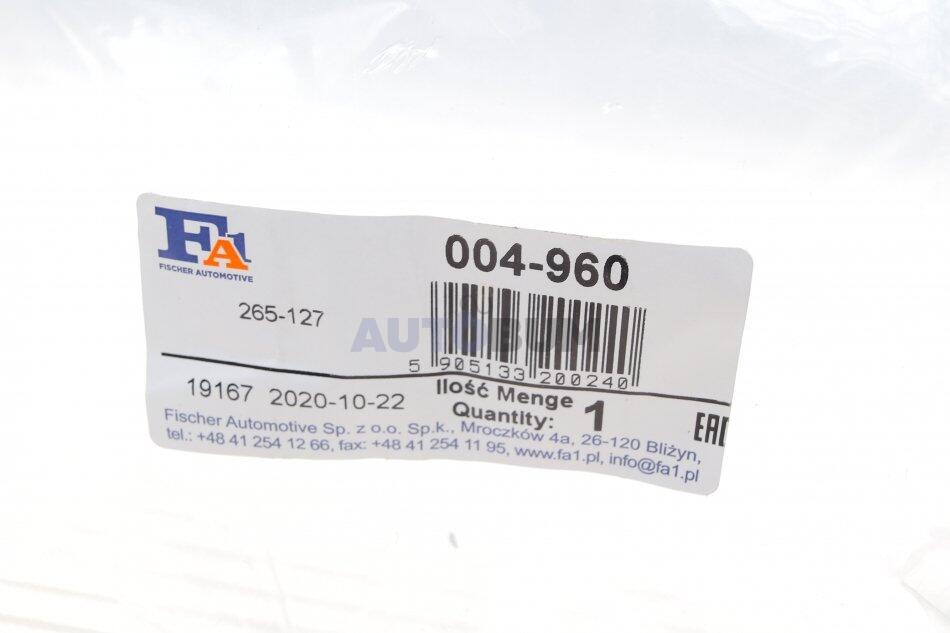 FA1
FISCHER AUTOMOTIVE
004-960
265-127
AUTOBUM
5 905133 200240
19167 2020-10-22
Ilość Menge
Quantity: 1
EAC
Fischer Automotive Sp. z o.o. Sp.k., Mroczków 4a, 26-120 Bliżyn,
tel.: +48 41 254 12 66, fax: +48 41 254 11 95, www.fa1.pl, info@fa1.pl